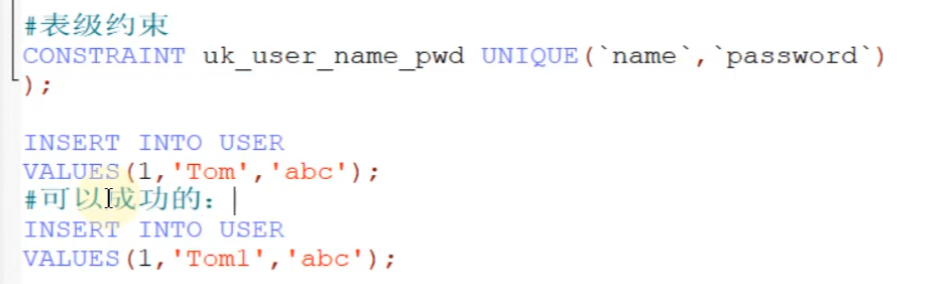 #表级约束
CONSTRAINT uk_user_name_pwd UNIQUE(`name`,`password`)
);
INSERT INTO USER
VALUES(1,'Tom','abc');
#可以成功的：
INSERT INTO USER
VALUES(1,'Tom1','abc');